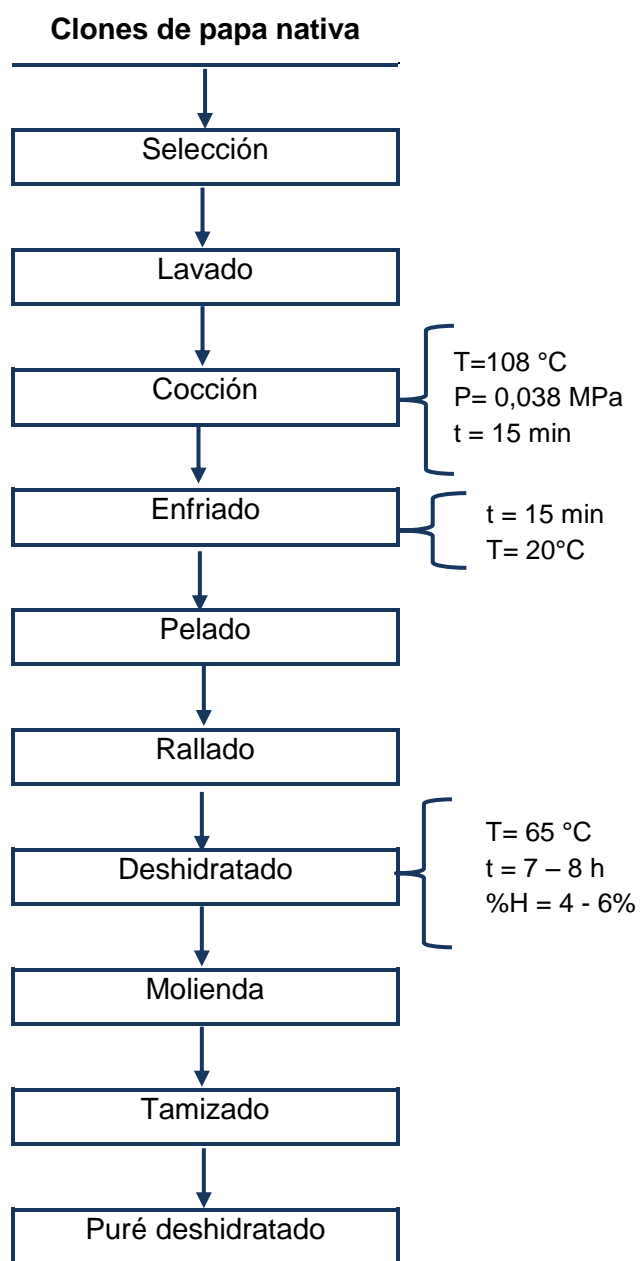 Clones de papa nativa
Selección
Lavado
Cocción
T=108 °C
P= 0,038 MPa
t = 15 min
Enfriado
t = 15 min
T= 20°C
Pelado
Rallado
Deshidratado
T= 65 °C
t = 7 – 8 h
%H = 4 - 6%
Molienda
Tamizado
Puré deshidratado